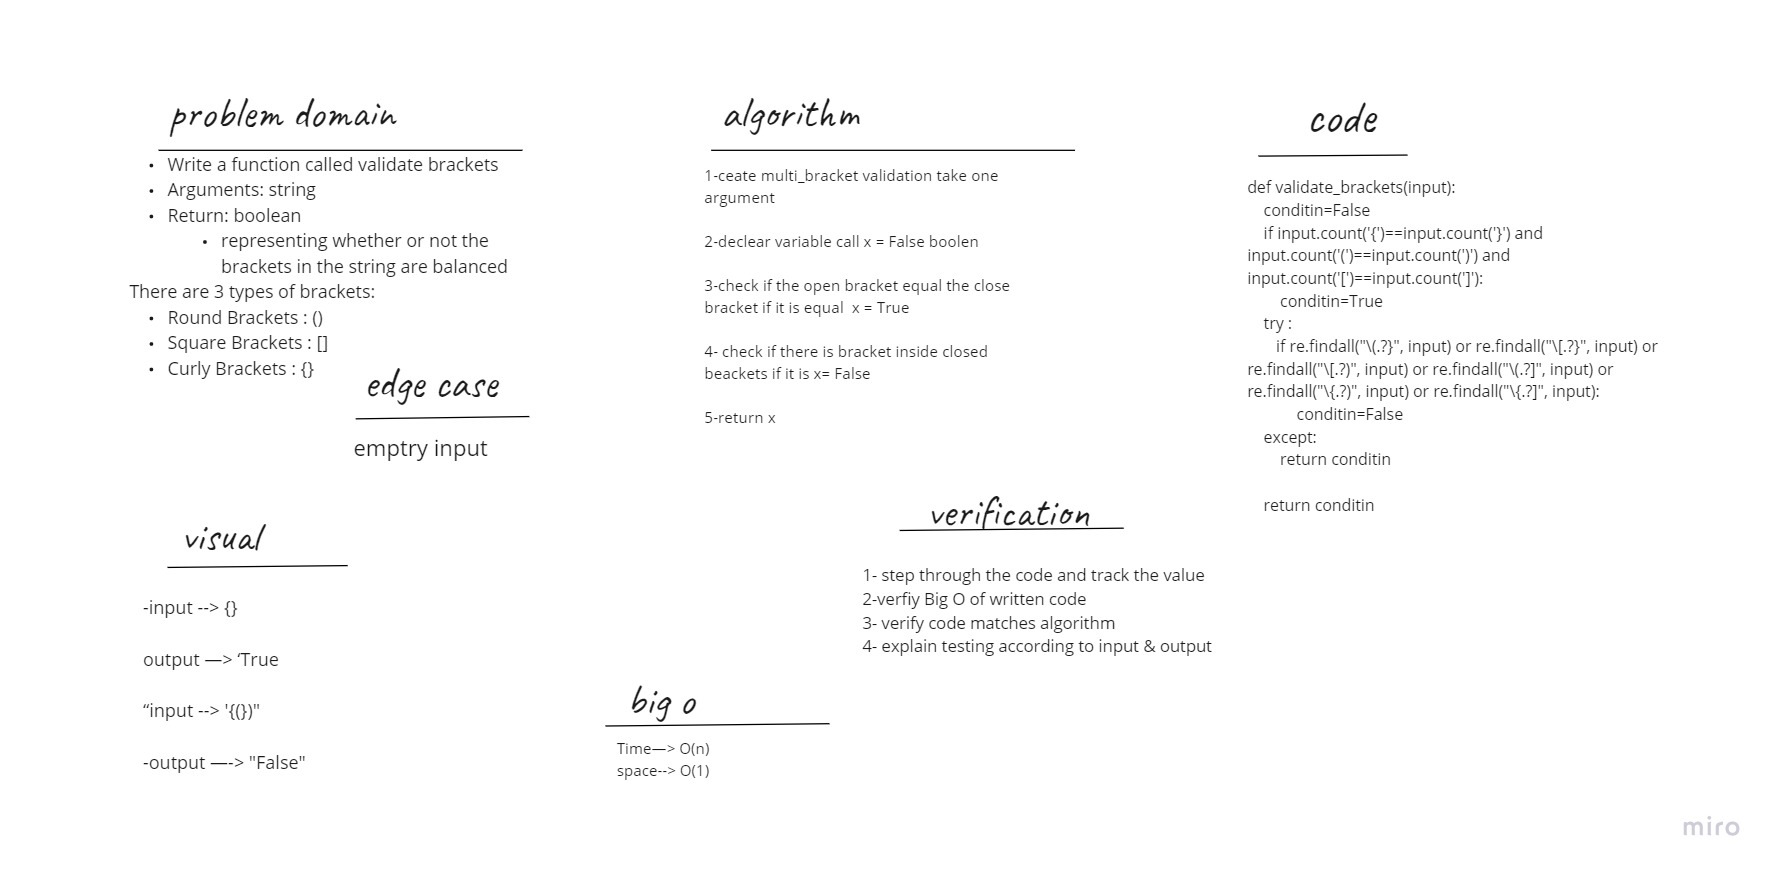 problem domain
• Write a function called validate brackets
• Arguments: string
• Return: boolean
• representing whether or not the
brackets in the string are balanced
There are 3 types of brackets:
• Round Brackets : ()
• Square Brackets : []
• Curly Brackets : {}
edge case
emptry input
visual
-input --> {}
output —> ‘True
“input --> '{(})"
-output —-> "False"
algorithm
1-ceate multi_bracket validation take one
argument
2-declear variable call x = False boolen
3-check if the open bracket equal the close
bracket if it is equal  x = True
4- check if there is bracket inside closed
beackets if it is x= False
5-return x
verification
1- step through the code and track the value
2-verfiy Big O of written code
3- verify code matches algorithm
4- explain testing according to input & output
big o
Time—> O(n)
space--> O(1)
code
def validate_brackets(input):
    conditin=False
    if input.count('{')==input.count('}') and
input.count('(')==input.count(')') and
input.count('[')==input.count(']'):
        conditin=True
    try :
       if re.findall("\(.?}", input) or re.findall("\[.?}", input) or
re.findall("\[.?)", input) or re.findall("\(.?]", input) or
re.findall("\{.?)", input) or re.findall("\{.?]", input):
            conditin=False
    except:
        return conditin
    return conditin
miro